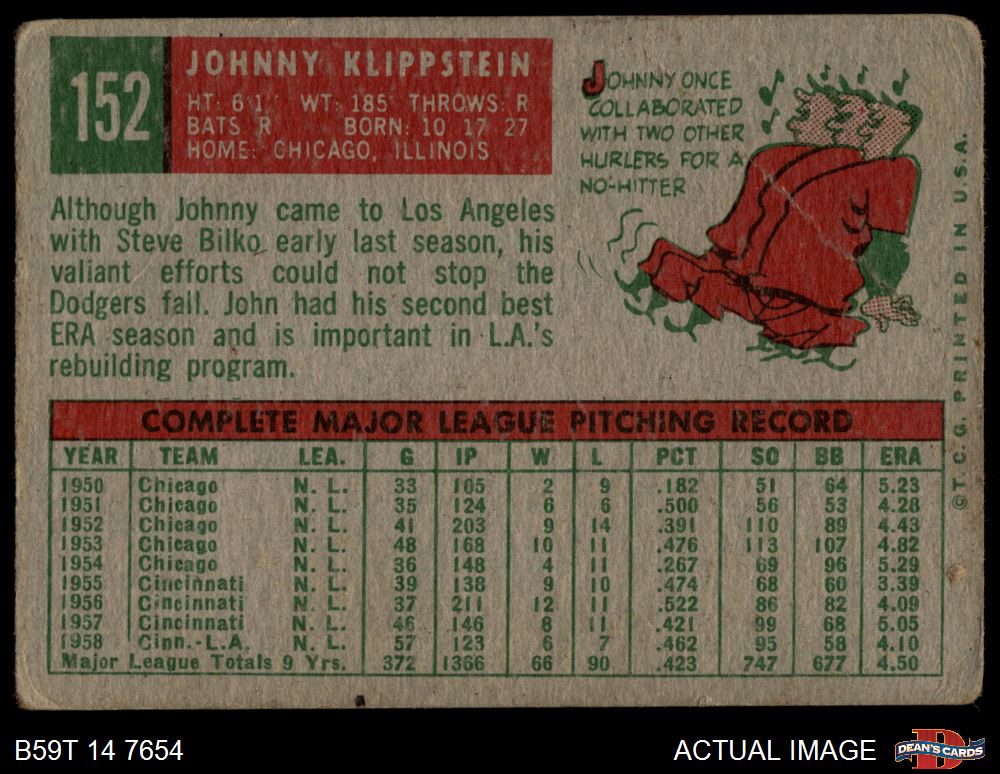 152
JOHNNY KLIPPSTEIN
HT: 6'1" WT: 185 THROWS: R
BATS: R BORN: 10 17 27
HOME: CHICAGO, ILLINOIS
JOHNNY ONCE
COLLABORATED
WITH TWO OTHER
HURLERS FOR A
NO-HITTER
Although Johnny came to Los Angeles
with Steve Bilko early last season, his
valiant efforts could not stop the
Dodgers fall. John had his second best
ERA season and is important in L.A.'s
rebuilding program.
COMPLETE MAJOR LEAGUE PITCHING RECORD
YEAR TEAM LEA. G IP W L PCT SO BB ERA
1950 Chicago N. L. 33 105 2 9 .182 51 64 5.23
1951 Chicago N. L. 35 124 6 6 .500 56 53 4.28
1952 Chicago N. L. 41 203 9 14 .391 110 89 4.43
1953 Chicago N. L. 48 168 10 11 .476 113 107 4.82
1954 Chicago N. L. 36 148 4 11 .267 69 96 5.29
1955 Cincinnati N. L. 39 138 9 10 .474 68 60 3.39
1956 Cincinnati N. L. 37 211 12 11 .522 86 82 4.09
1957 Cincinnati N. L. 46 146 8 11 .421 99 68 5.05
1958 Cinn.-L.A. N. L. 57 123 6 7 .462 95 58 4.10
Major League Totals 9 Yrs. 372 1366 66 90 .423 747 677 4.50
©T.C.G. PRINTED IN U.S.A.
B59T 14 7654
ACTUAL IMAGE
DEAN'S CARDS